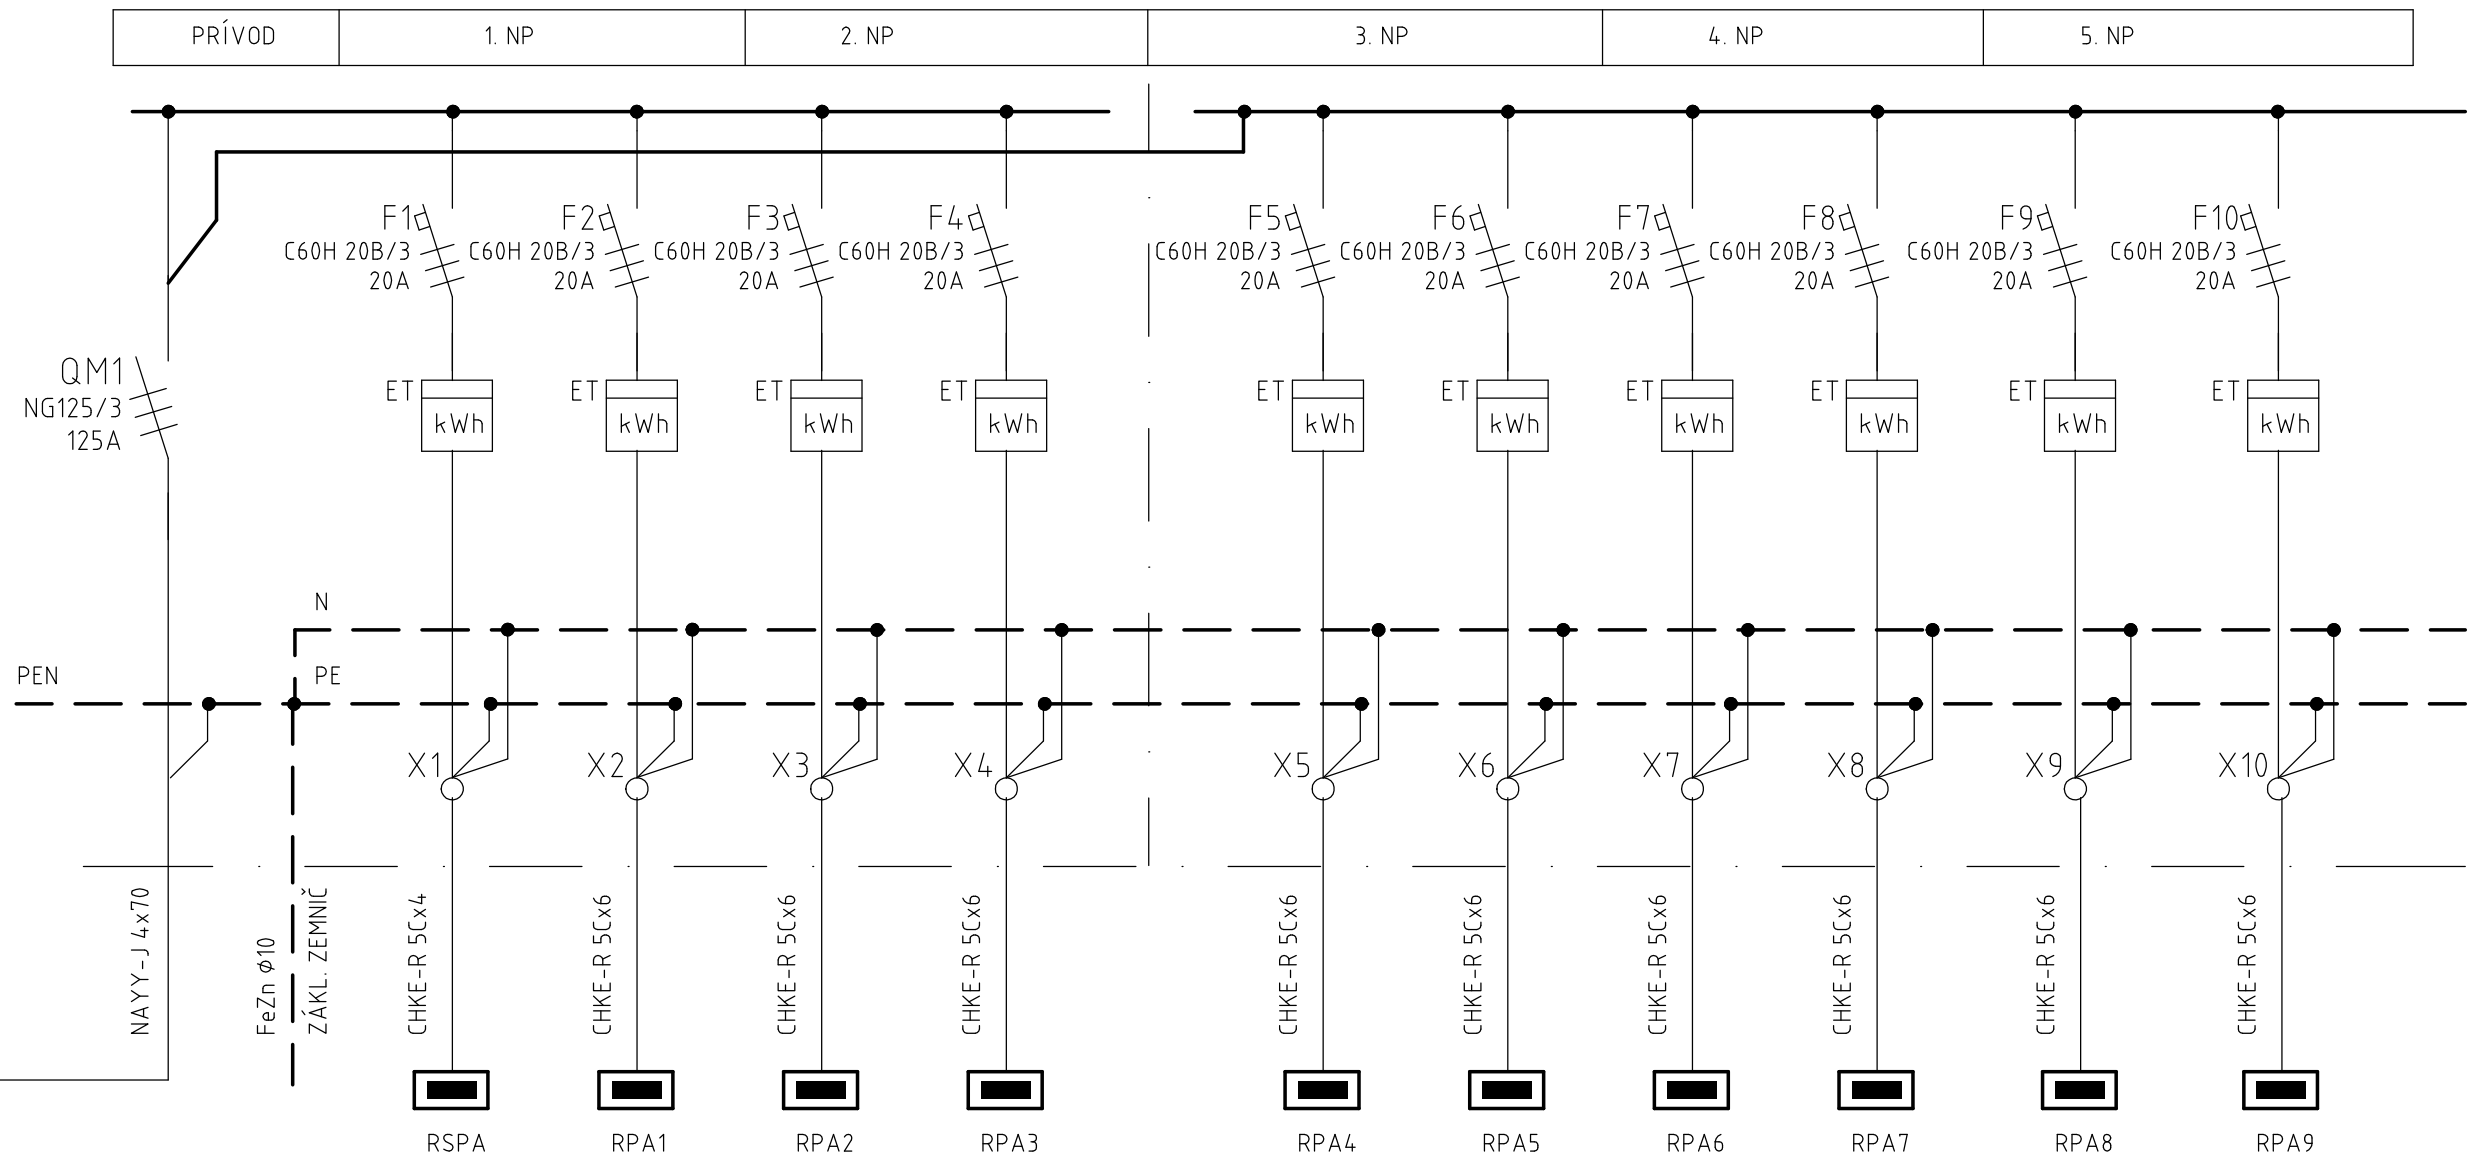 PRÍVOD 1. NP 2. NP 3. NP 4. NP 5. NP
F1 F2 F3 F4 F5 F6 F7 F8 F9 F10
C60H 20B/3 C60H 20B/3 C60H 20B/3 C60H 20B/3 C60H 20B/3 C60H 20B/3 C60H 20B/3 C60H 20B/3 C60H 20B/3 C60H 20B/3
20A 20A 20A 20A 20A 20A 20A 20A 20A 20A
QM1
NG125/3
125A
ET ET ET ET ET ET ET ET ET ET
kWh kWh kWh kWh kWh kWh kWh kWh kWh kWh
N
PEN PE
X1 X2 X3 X4 X5 X6 X7 X8 X9 X10
NAYY-J 4x70
FeZn ϕ10
ZÁKL. ZEMNIČ
CHKE-R 5Cx4
CHKE-R 5Cx6
CHKE-R 5Cx6
CHKE-R 5Cx6
CHKE-R 5Cx6
CHKE-R 5Cx6
CHKE-R 5Cx6
CHKE-R 5Cx6
CHKE-R 5Cx6
CHKE-R 5Cx6
RSPA RPA1 RPA2 RPA3 RPA4 RPA5 RPA6 RPA7 RPA8 RPA9